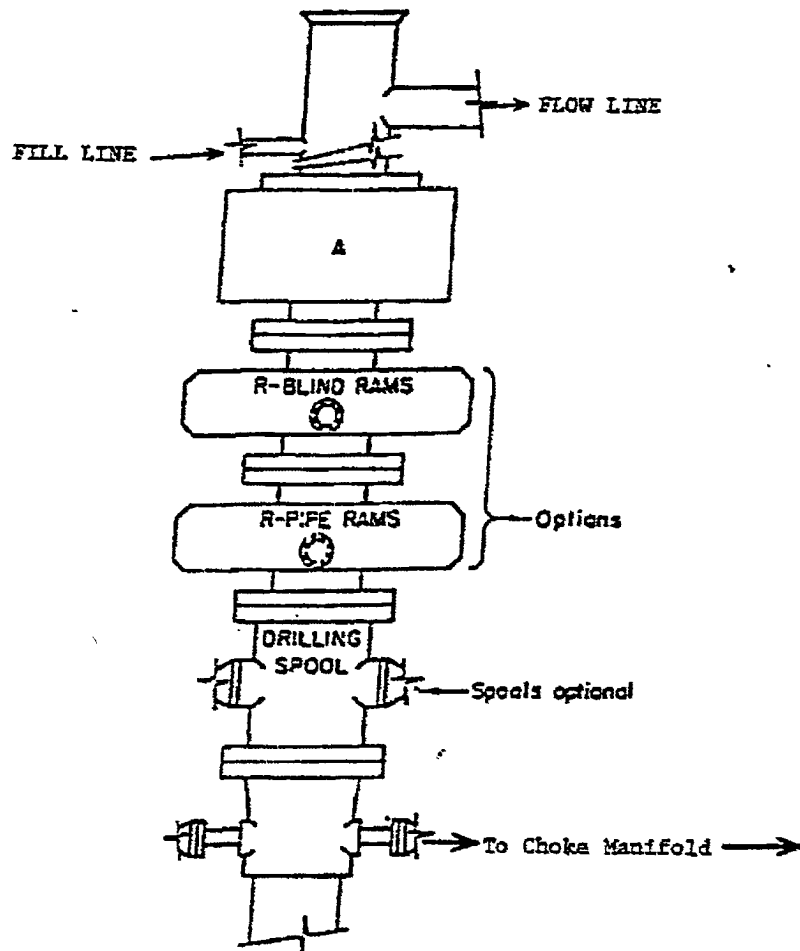 FLOW LINE
FILL LINE
A
R-BLIND RAMS
R-PIPE RAMS
Options
DRILLING
SPOOL
Spools optional
To Choke Manifold